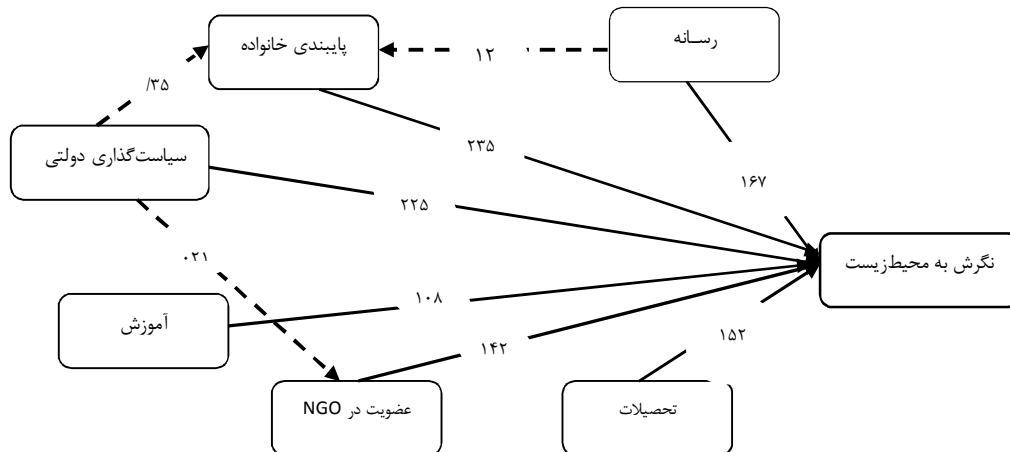 رسانه
پایبندی خانواده
۱۲
/۳۵
سیاست‌گذاری دولتی
۲۳۵
۱۶۷
۲۲۵
نگرش به محیط‌زیست
۰۲۱
۱۰۸
آموزش
۱۴۲
۱۵۲
تحصیلات
عضویت در NGO